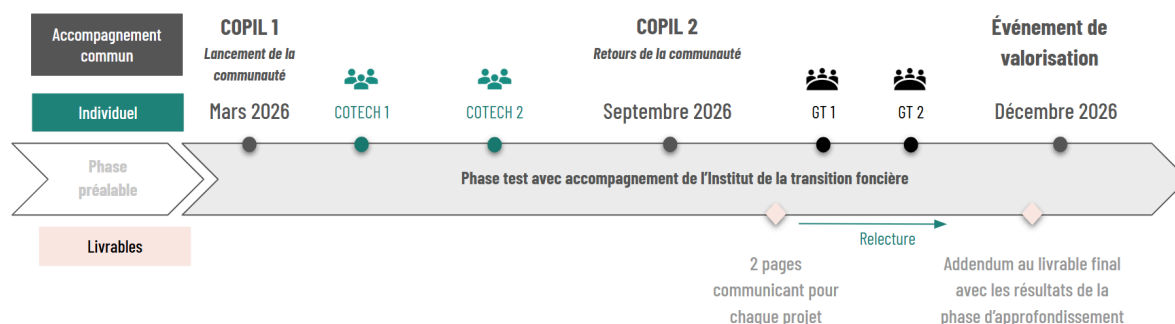 Accompagnement
commun
COPIL 1
Lancement de la
communauté
COPIL 2
Retours de la communauté
Événement de
valorisation
Individuel
Mars 2026
COTECH 1
COTECH 2
Septembre 2026
GT 1
GT 2
Décembre 2026
Phase
préalable
Phase test avec accompagnement de l'Institut de la transition foncière
Livrables
Relecture
2 pages
communicant pour
chaque projet
Addendum au livrable final
avec les résultats de la
phase d'approfondissement